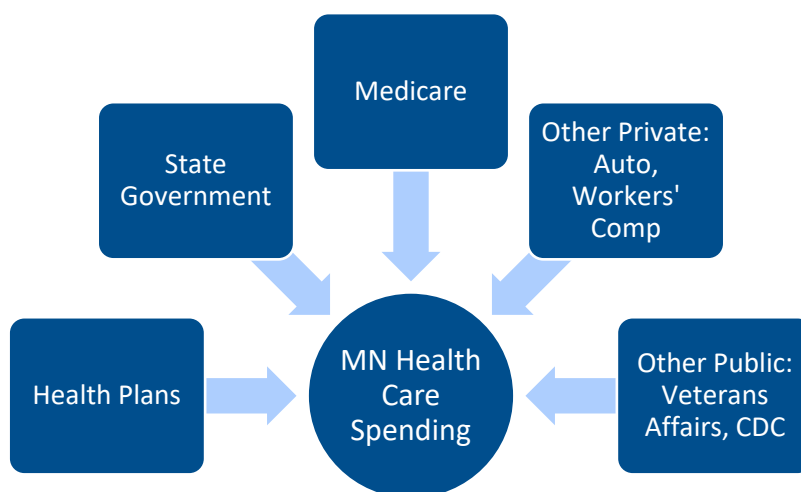 Medicare
State
Government
Other Private:
Auto,
Workers'
Comp
Health Plans
MN Health
Care
Spending
Other Public:
Veterans
Affairs, CDC